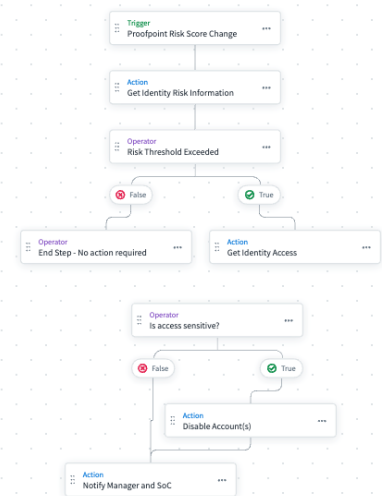 Trigger
Proofpoint Risk Score Change
Action
Get Identity Risk Information
Operator
Risk Threshold Exceeded
False
True
Operator
End Step - No action required
Action
Get Identity Access
Operator
Is access sensitive?
False
True
Action
Disable Account(s)
Action
Notify Manager and SoC